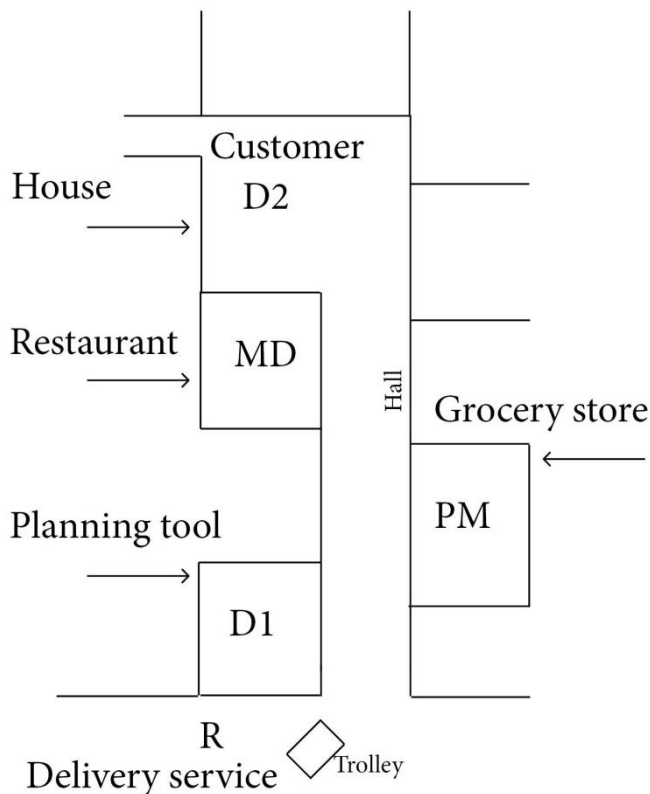 Customer
D2
House
Restaurant
MD
Hall
Grocery store
Planning tool
PM
D1
R
Delivery service
Trolley